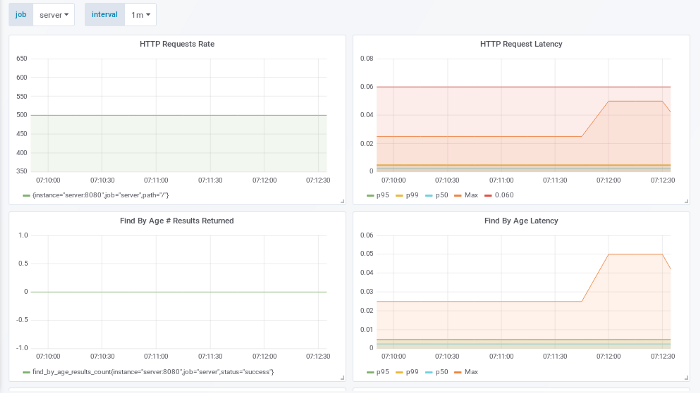 job server interval 1m
HTTP Requests Rate
650
600
550
500
450
400
350
07:10:00 07:10:30 07:11:00 07:11:30 07:12:00 07:12:30
{instance="server:8080",job="server",path="/"}
HTTP Request Latency
0.08
0.06
0.04
0.02
0
07:10:00 07:10:30 07:11:00 07:11:30 07:12:00 07:12:30
p95 p99 p50 Max 0.060
Find By Age # Results Returned
1.0
0.5
0
-0.5
-1.0
07:10:00 07:10:30 07:11:00 07:11:30 07:12:00 07:12:30
find_by_age_results_count{instance="server:8080",job="server",status="success"}
Find By Age Latency
0.06
0.05
0.04
0.03
0.02
0.01
0
07:10:00 07:10:30 07:11:00 07:11:30 07:12:00 07:12:30
p95 p99 p50 Max